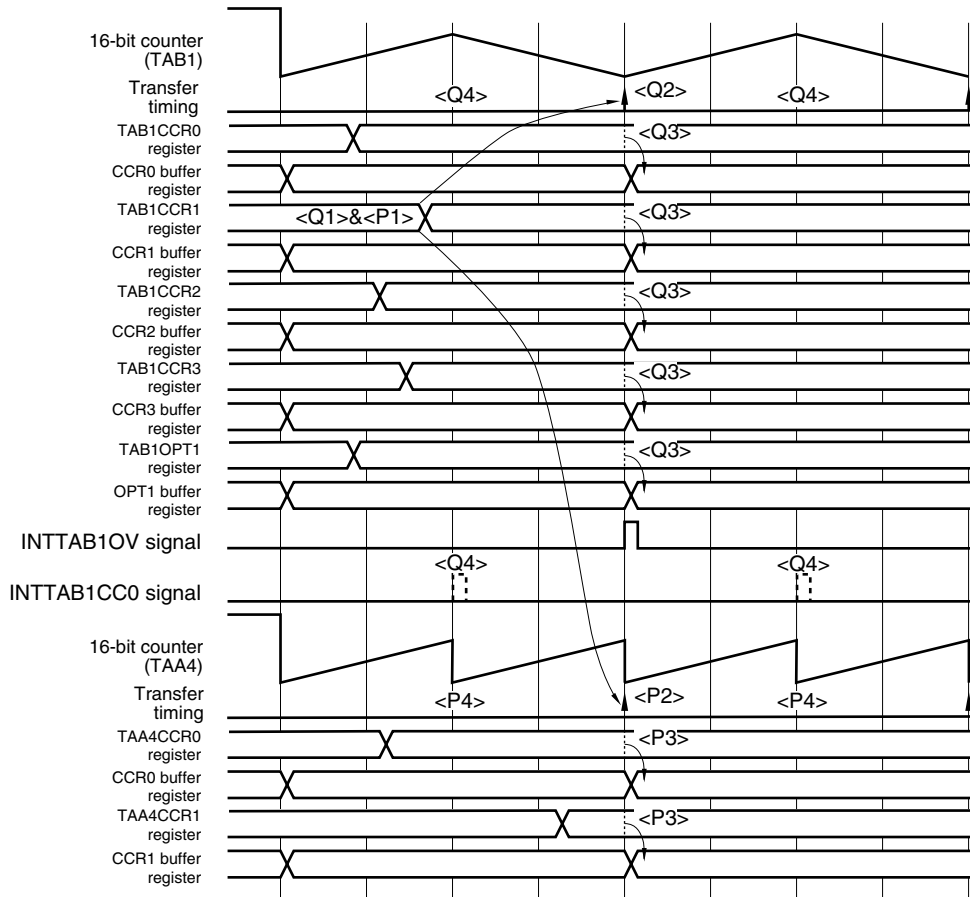 16-bit counter
(TAB1)
Transfer
timing
<Q4>
<Q2>
<Q4>
TAB1CCR0
register
<Q3>
CCR0 buffer
register
TAB1CCR1
register
<Q1>&<P1>
<Q3>
CCR1 buffer
register
TAB1CCR2
register
<Q3>
CCR2 buffer
register
TAB1CCR3
register
<Q3>
CCR3 buffer
register
TAB1OPT1
register
<Q3>
OPT1 buffer
register
INTTAB1OV signal
<Q4>
<Q4>
INTTAB1CC0 signal
16-bit counter
(TAA4)
Transfer
timing
<P4>
<P2>
<P4>
TAA4CCR0
register
<P3>
CCR0 buffer
register
TAA4CCR1
register
<P3>
CCR1 buffer
register